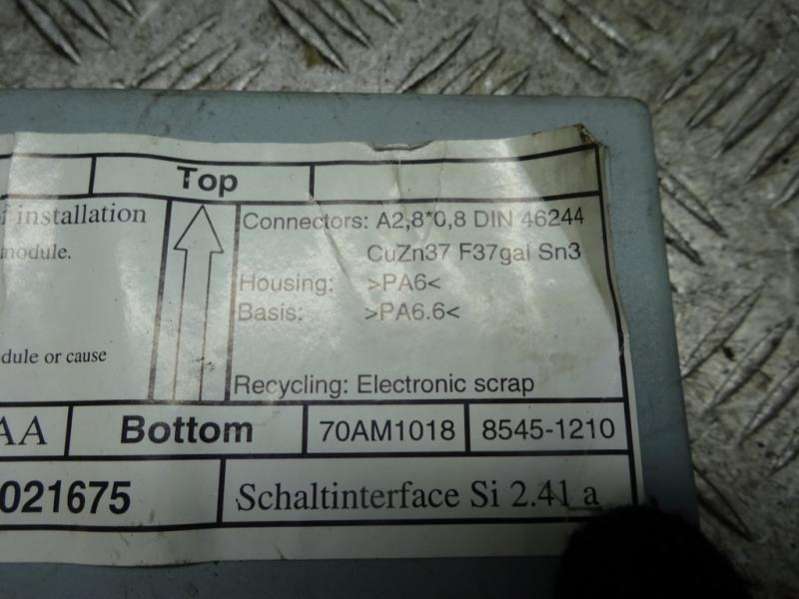 Top
installation
module.
dule or cause
Connectors: A2,8*0,8 DIN 46244
CuZn37 F37gal Sn3
Housing: >PA6<
Basis: >PA6.6<
Recycling: Electronic scrap
AA
Bottom
70AM1018
8545-1210
021675
Schaltinterface Si 2.41 a